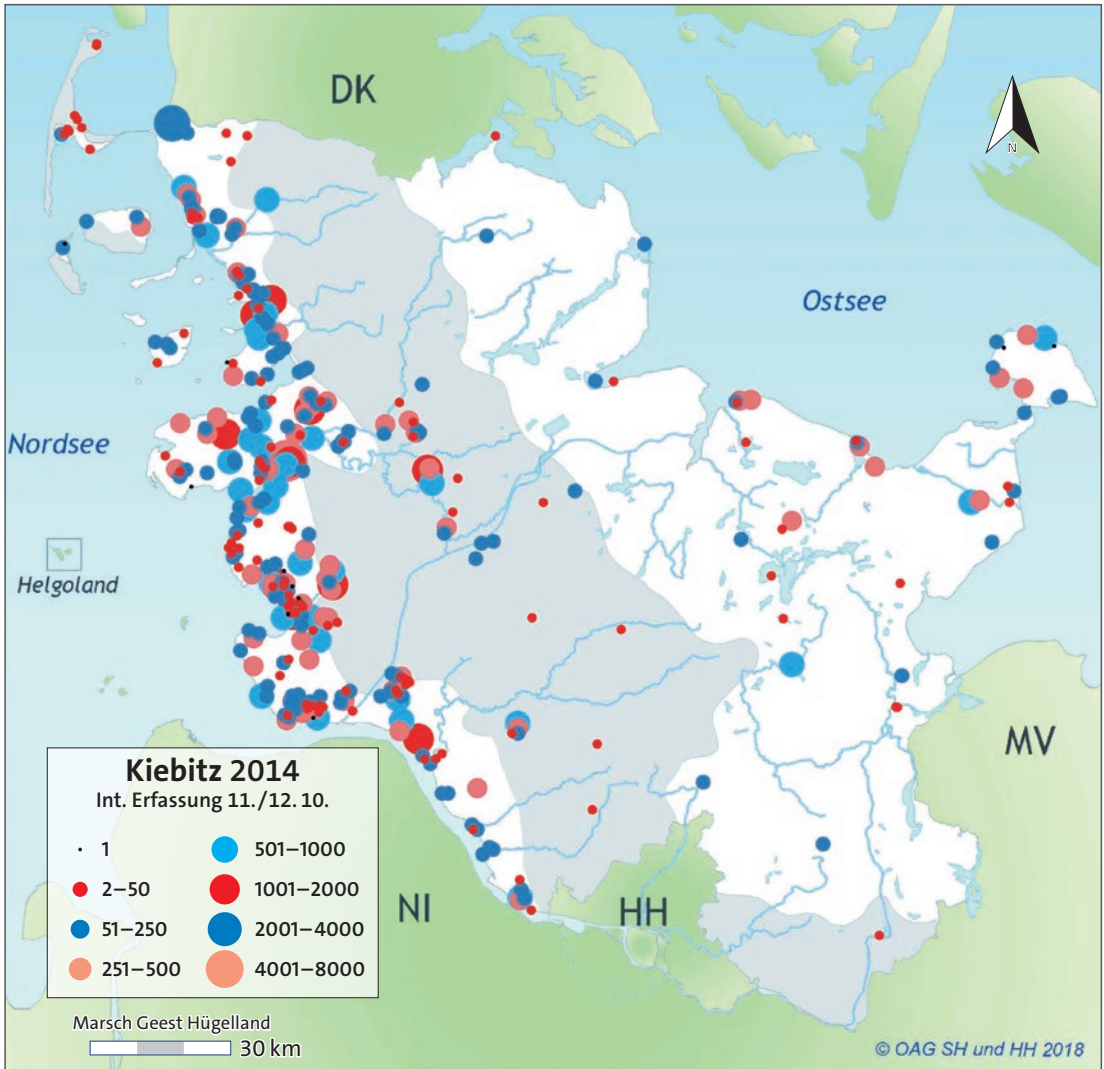 DK
N
Ostsee
Nordsee
Helgoland
MV
Kiebitz 2014
Int. Erfassung 11./12. 10.
1
501–1000
2–50
1001–2000
51–250
2001–4000
251–500
4001–8000
NI
HH
Marsch Geest Hügelland
30 km
© OAG SH und HH 2018